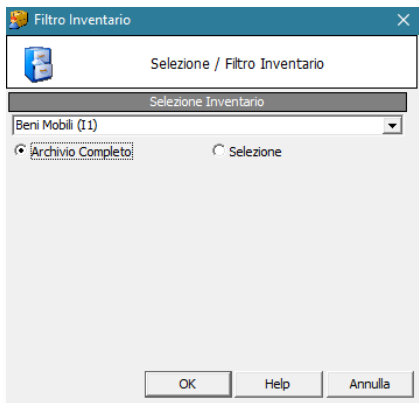 Filtro Inventario
Selezione / Filtro Inventario
Selezione Inventario
Beni Mobili (I1)
Archivio Completo Selezione
OK Help Annulla